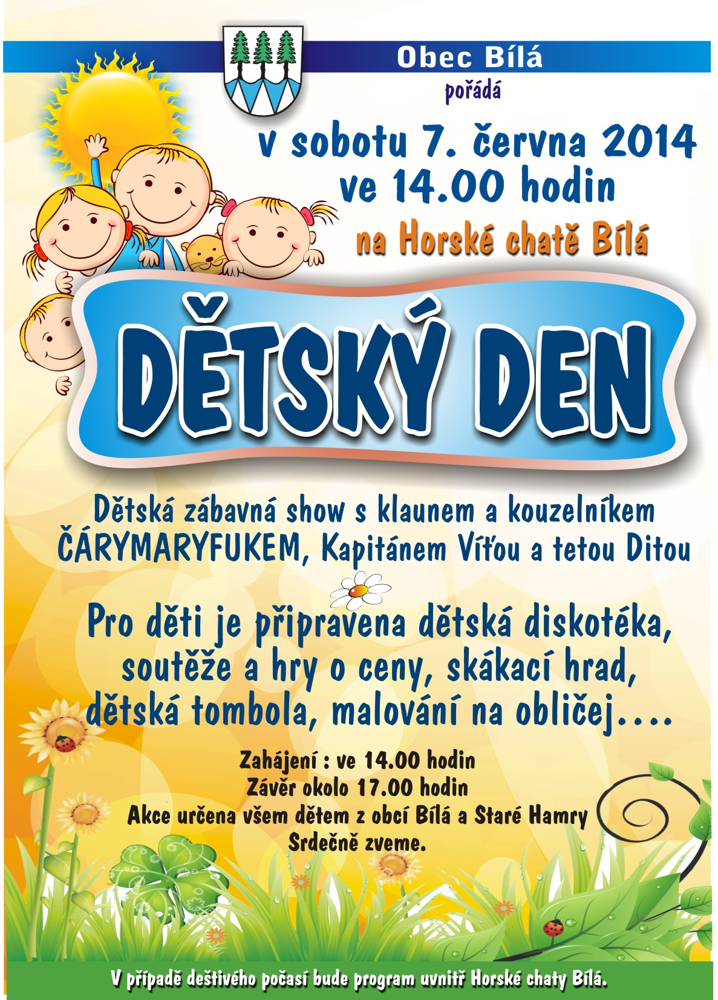 Obec Bílá
pořádá
v sobotu 7. června 2014
ve 14.00 hodin
na Horské chatě Bílá
DĚTSKÝ DEN
Dětská zábavná show s klaunem a kouzelníkem
ČÁRYMARYFUKEM, Kapitánem Víťou a tetou Ditou
Pro děti je připravena dětská diskotéka,
soutěže a hry o ceny, skákací hrad,
dětská tombola, malování na obličej....
Zahájení : ve 14.00 hodin
Závěr okolo 17.00 hodin
Akce určena všem dětem z obcí Bílá a Staré Hamry
Srdečně zveme.
V případě deštivého počasí bude program uvnitř Horské chaty Bílá.